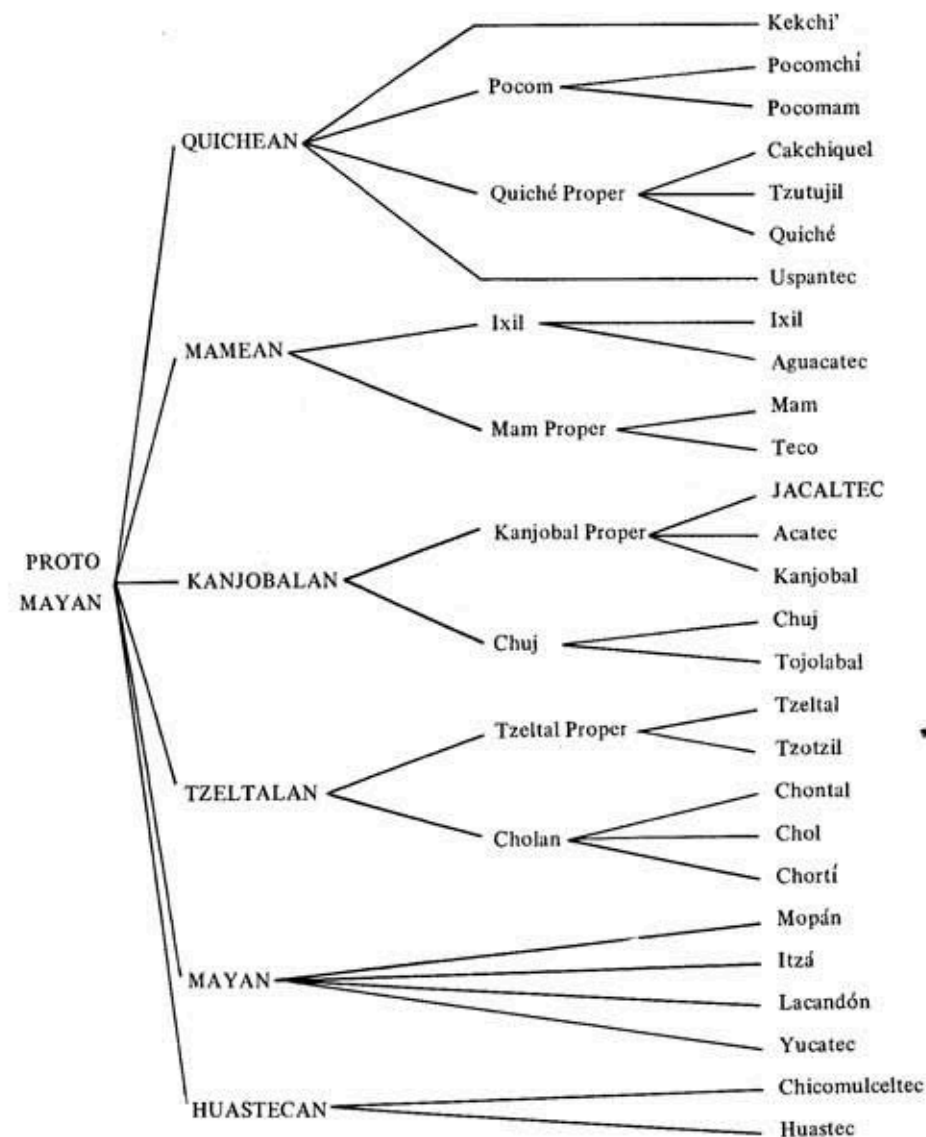 Kekchi'
Pocomchí
Pocom
Pocomam
QUICHEAN
Cakchiquel
Quiché Proper
Tzutujil
Quiché
Uspantec
Ixil
Ixil
MAMEAN
Aguacatec
Mam
Mam Proper
Teco
JACALTEC
Kanjobal Proper
Acatec
PROTO
MAYAN
KANJOBALAN
Kanjobal
Chuj
Chuj
Tojolabal
Tzeltal
Tzeltal Proper
Tzotzil
TZELTALAN
Chontal
Cholan
Chol
Chortí
Mopán
MAYAN
Itzá
Lacandón
Yucatec
Chicomulceltec
HUASTECAN
Huastec